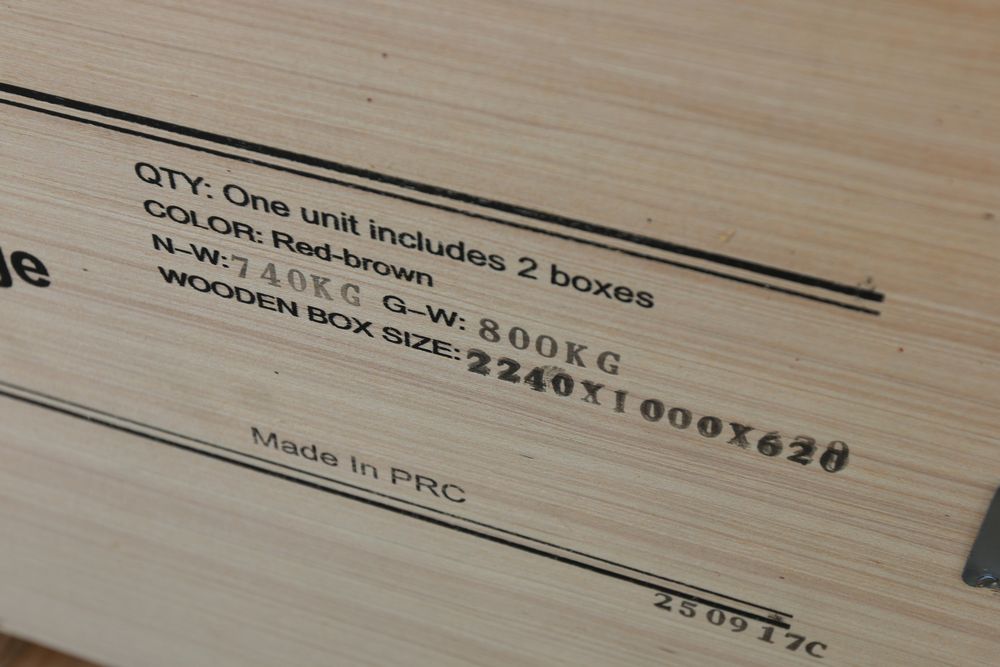 QTY: One unit includes 2 boxes
COLOR: Red-brown
N-W:740KG G-W: 800KG
WOODEN BOX SIZE:2240X1000X620
Made In PRC
250917C